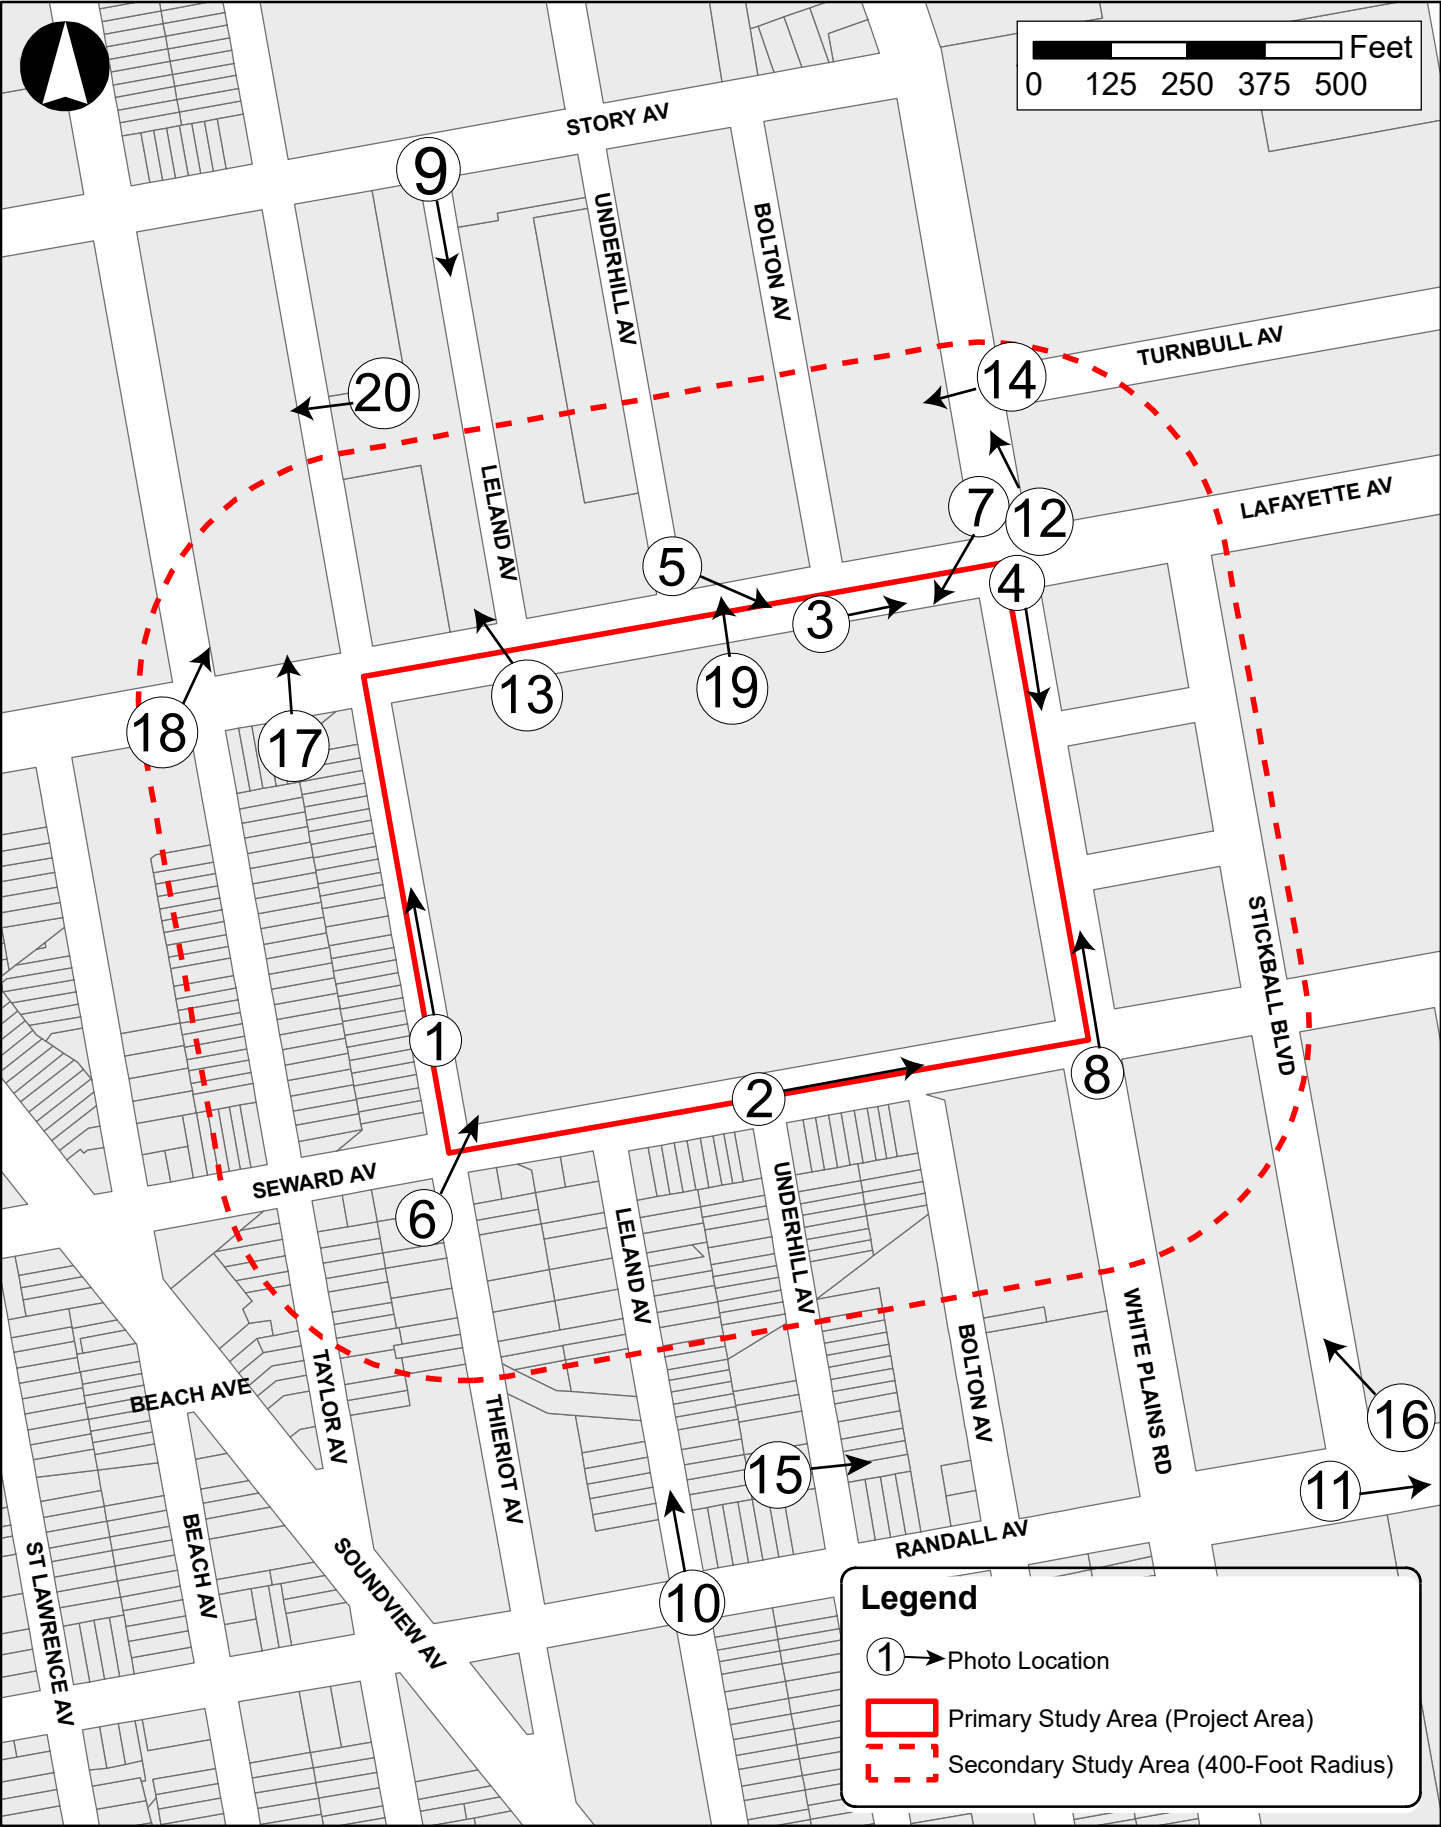 Feet
0 125 250 375 500
STORY AV
9
UNDERHILL AV
BOLTON AV
TURNBULL AV
20
14
LELAND AV
LAFAYETTE AV
7
12
5
4
3
13
19
18
17
STICKBALL BLVD
1
2
8
SEWARD AV
6
UNDERHILL AV
LELAND AV
WHITE PLAINS RD
BOLTON AV
BEACH AVE
TAYLOR AV
THIERIOT AV
16
15
11
BEACH AV
SOUNDVIEW AV
ST LAWRENCE AV
RANDALL AV
10
Legend
1 Photo Location
Primary Study Area (Project Area)
Secondary Study Area (400-Foot Radius)